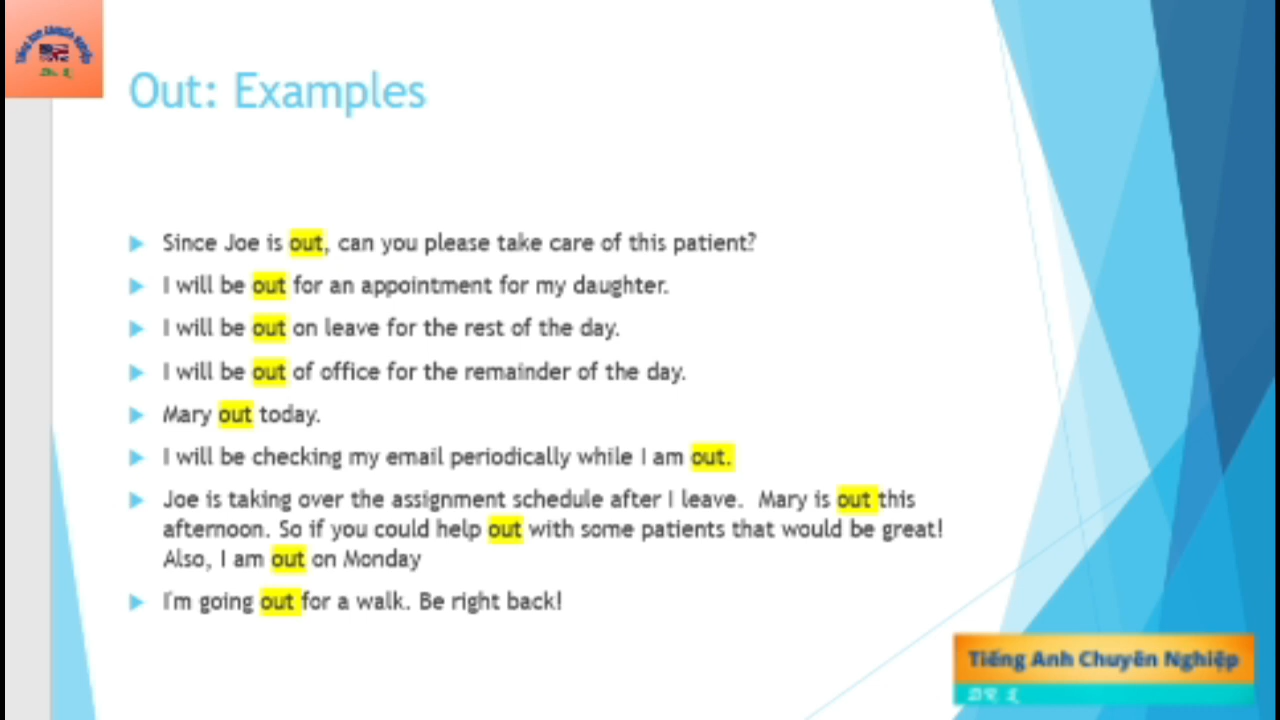 Tiếng Anh Chuyên Nghiệp
Out: Examples
Since Joe is out, can you please take care of this patient?
I will be out for an appointment for my daughter.
I will be out on leave for the rest of the day.
I will be out of office for the remainder of the day.
Mary out today.
I will be checking my email periodically while I am out.
Joe is taking over the assignment schedule after I leave. Mary is out this
afternoon. So if you could help out with some patients that would be great!
Also, I am out on Monday
I'm going out for a walk. Be right back!
Tiếng Anh Chuyên Nghiệp